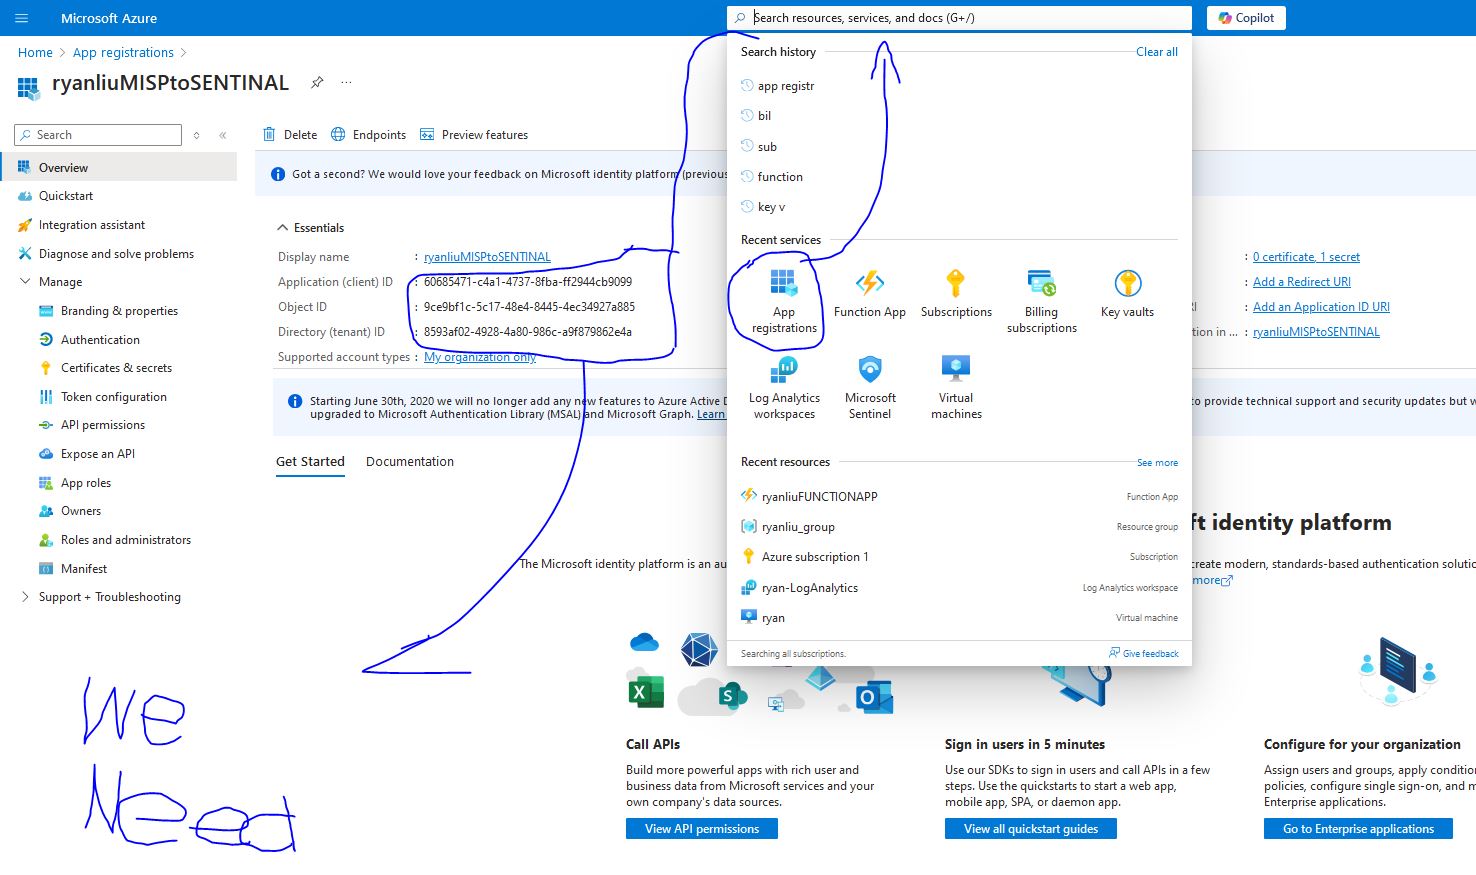 Microsoft Azure
Search resources, services, and docs (G+/)
Copilot
Home > App registrations >
ryanliuMISPtoSENTINAL
...
Search
Delete
Endpoints
Preview features
Got a second? We would love your feedback on Microsoft identity platform (previous
Overview
Quickstart
Integration assistant
Diagnose and solve problems
Manage
Branding & properties
Authentication
Certificates & secrets
Token configuration
API permissions
Expose an API
App roles
Owners
Roles and administrators
Manifest
Support + Troubleshooting
Essentials
Display name : ryanliuMISPtoSENTINAL
Application (client) ID : 60685471-c4a1-4737-8fba-ff2944cb9099
Object ID : 9ce9bf1c-5c17-48e4-8445-4ec34927a885
Directory (tenant) ID : 8593af02-4928-4a80-986c-a9f879862e4a
Supported account types : My organization only
: 0 certificate, 1 secret
: Add a Redirect URI
RI : Add an Application ID URI
tion in ... : ryanliuMISPtoSENTINAL
Starting June 30th, 2020 we will no longer add any new features to Azure Active D
to provide technical support and security updates but w
upgraded to Microsoft Authentication Library (MSAL) and Microsoft Graph. Learn
Get Started
Documentation
Search history
Clear all
app registr
bil
sub
function
key v
Recent services
App registrations
Function App
Subscriptions
Billing subscriptions
Key vaults
Log Analytics workspaces
Microsoft Sentinel
Virtual machines
Recent resources
See more
ryanliuFUNCTIONAPP Function App
ryanliu_group Resource group
Azure subscription 1 Subscription
ryan-LogAnalytics Log Analytics workspace
ryan Virtual machine
Searching all subscriptions.
Give feedback
ft identity platform
The Microsoft identity platform is an au
create modern, standards-based authentication solutio
more
Call APIs
Build more powerful apps with rich user and
business data from Microsoft services and your
own company's data sources.
View API permissions
Sign in users in 5 minutes
Use our SDKs to sign in users and call APIs in a few
steps. Use the quickstarts to start a web app,
mobile app, SPA, or daemon app.
View all quickstart guides
Configure for your organization
Assign users and groups, apply condition
policies, configure single sign-on, and m
Enterprise applications.
Go to Enterprise applications
We
Need